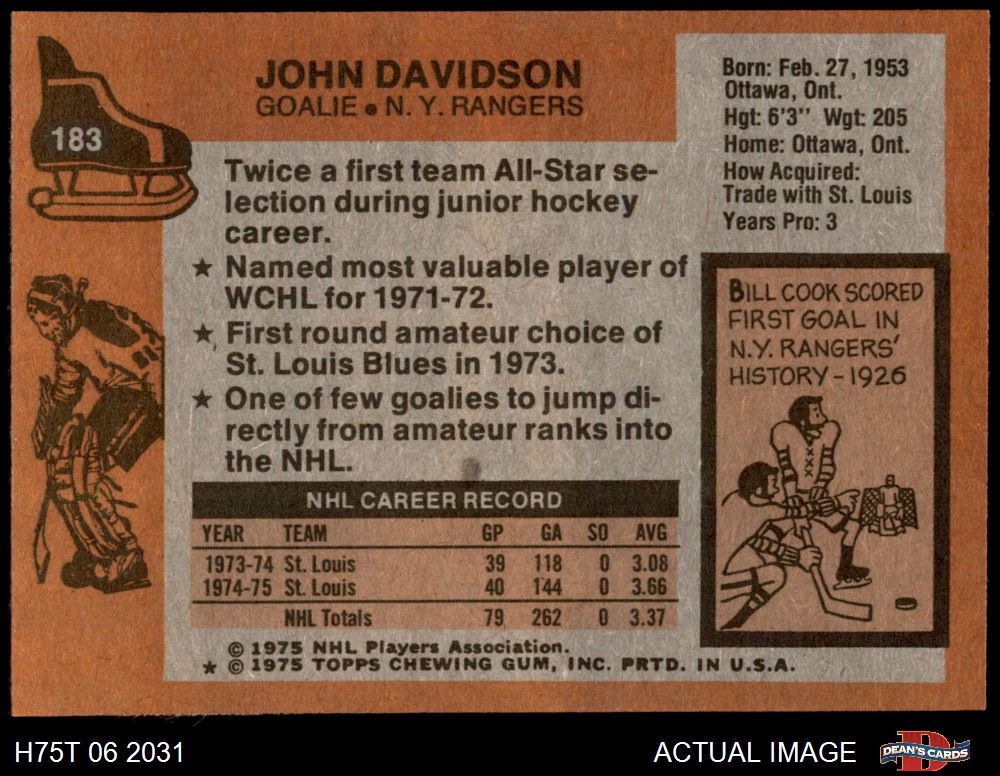 183
JOHN DAVIDSON
GOALIE • N. Y. RANGERS
Born: Feb. 27, 1953
Ottawa, Ont.
Hgt: 6'3'' Wgt: 205
Home: Ottawa, Ont.
How Acquired:
Trade with St. Louis
Years Pro: 3
Twice a first team All-Star se-
lection during junior hockey
career.
★ Named most valuable player of
WCHL for 1971-72.
★ First round amateur choice of
St. Louis Blues in 1973.
★ One of few goalies to jump di-
rectly from amateur ranks into
the NHL.
BILL COOK SCORED
FIRST GOAL IN
N.Y. RANGERS'
HISTORY - 1926
NHL CAREER RECORD
YEAR TEAM GP GA SO AVG
1973-74 St. Louis 39 118 0 3.08
1974-75 St. Louis 40 144 0 3.66
NHL Totals 79 262 0 3.37
© 1975 NHL Players Association.
★ © 1975 TOPPS CHEWING GUM, INC. PRTD. IN U.S.A.
H75T 06 2031
ACTUAL IMAGE
DEAN'S CARDS